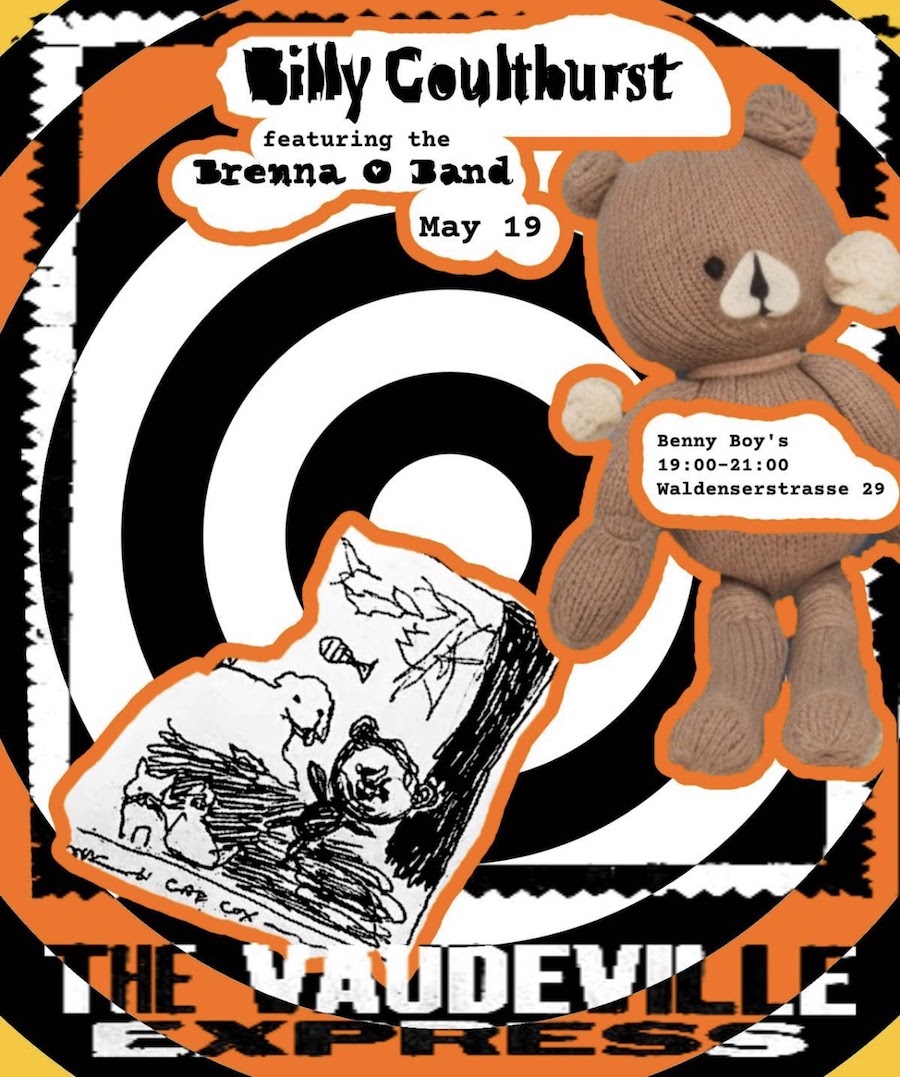 Billy Coulthurst
featuring the
Brenna O Band
May 19
Benny Boy's
19:00-21:00
Waldenserstrasse 29
THE VAUDEVILLE
EXPRESS